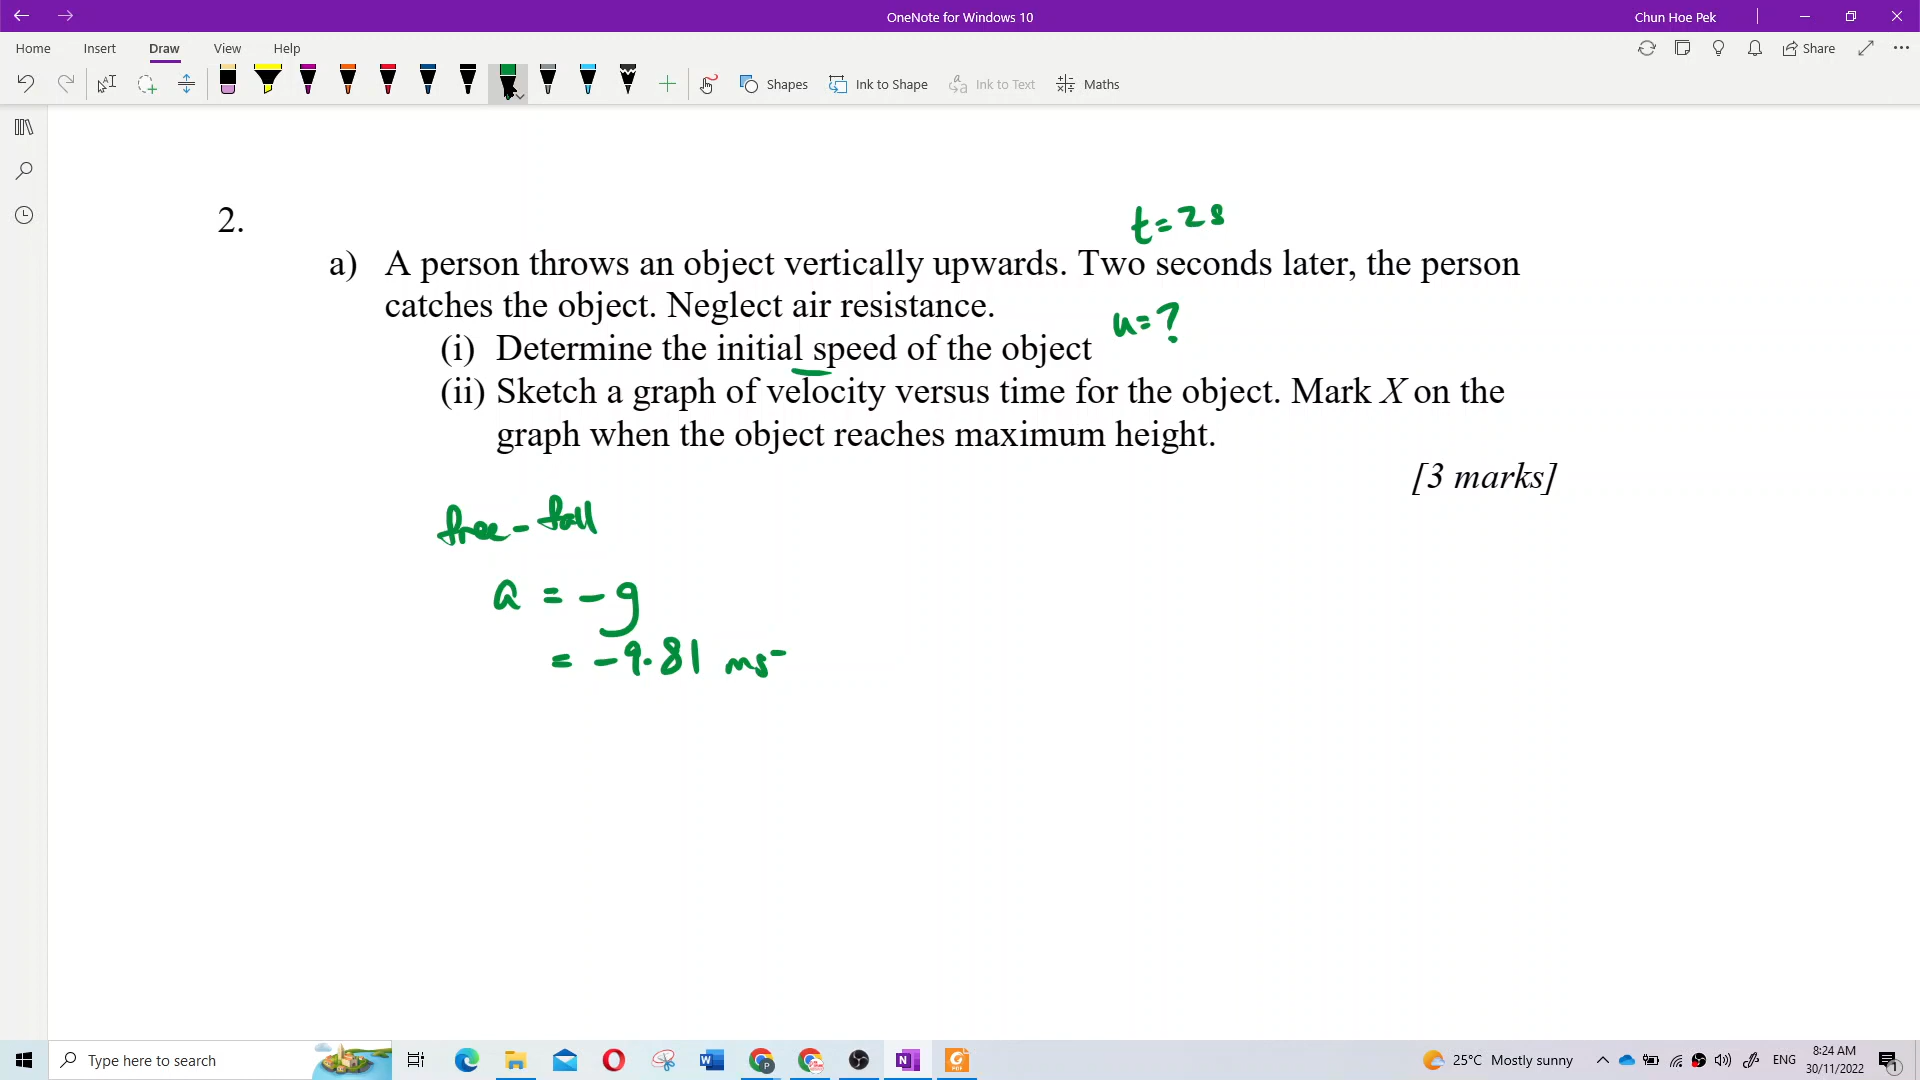 OneNote for Windows 10
Chun Hoe Pek
Home Insert Draw View Help
Share
Shapes Ink to Shape Ink to Text Maths
t=2s
2.
a) A person throws an object vertically upwards. Two seconds later, the person
catches the object. Neglect air resistance.
u=?
(i) Determine the initial speed of the object
(ii) Sketch a graph of velocity versus time for the object. Mark X on the
graph when the object reaches maximum height.
[3 marks]
free-fall
a = -g
= -9.81 ms⁻
Type here to search
25°C Mostly sunny
ENG
8:24 AM
30/11/2022
1